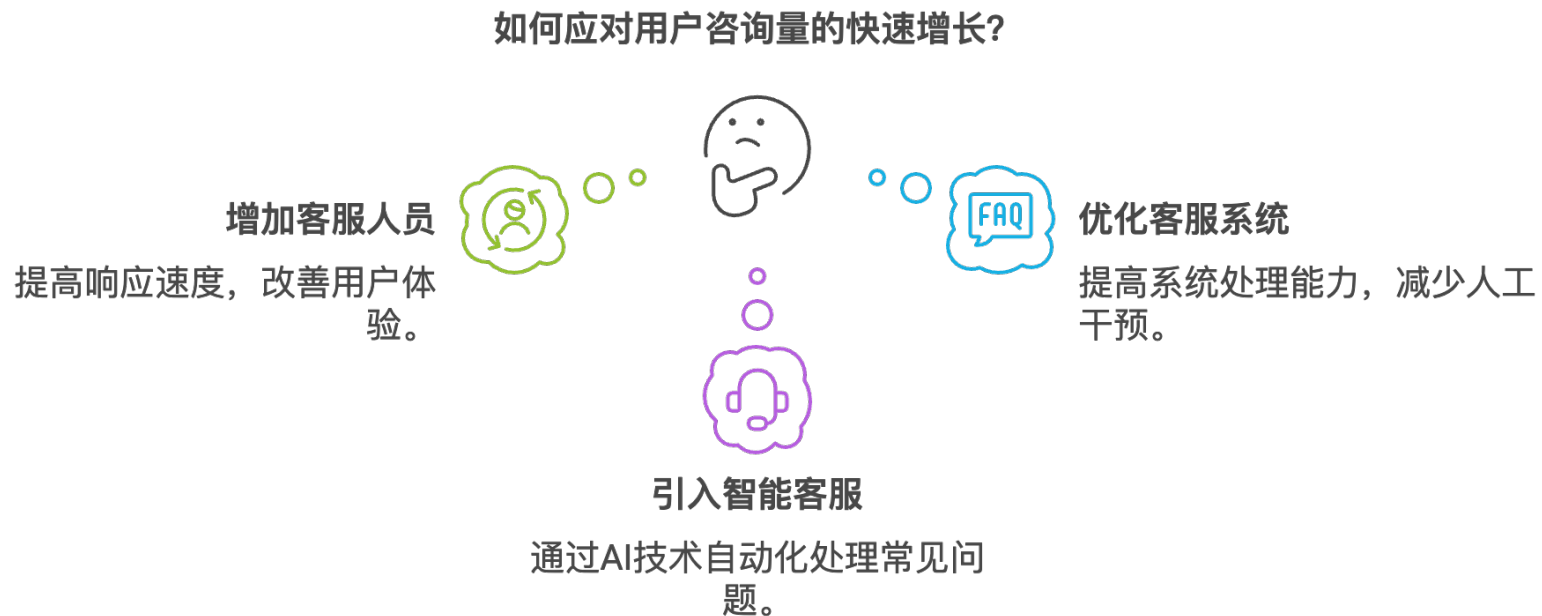 如何应对用户咨询量的快速增长?
增加客服人员
提高响应速度，改善用户体
验。
FAQ
优化客服系统
提高系统处理能力，减少人工
干预。
引入智能客服
通过AI技术自动化处理常见问
题。